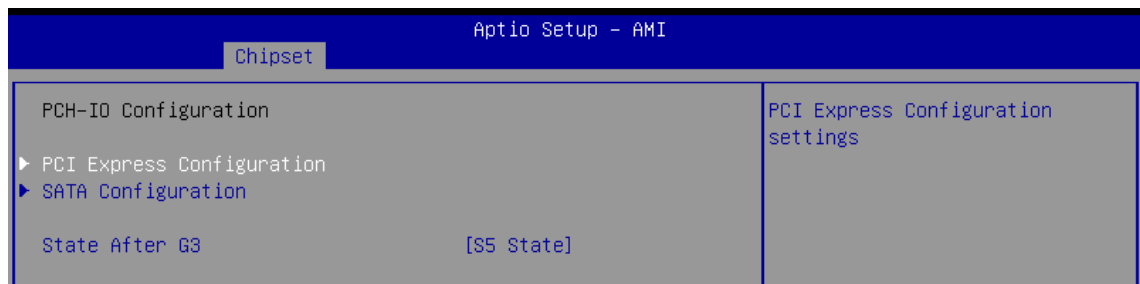 Aptio Setup – AMI
Chipset
PCH-IO Configuration
PCI Express Configuration
SATA Configuration
State After G3 [S5 State]
PCI Express Configuration
settings